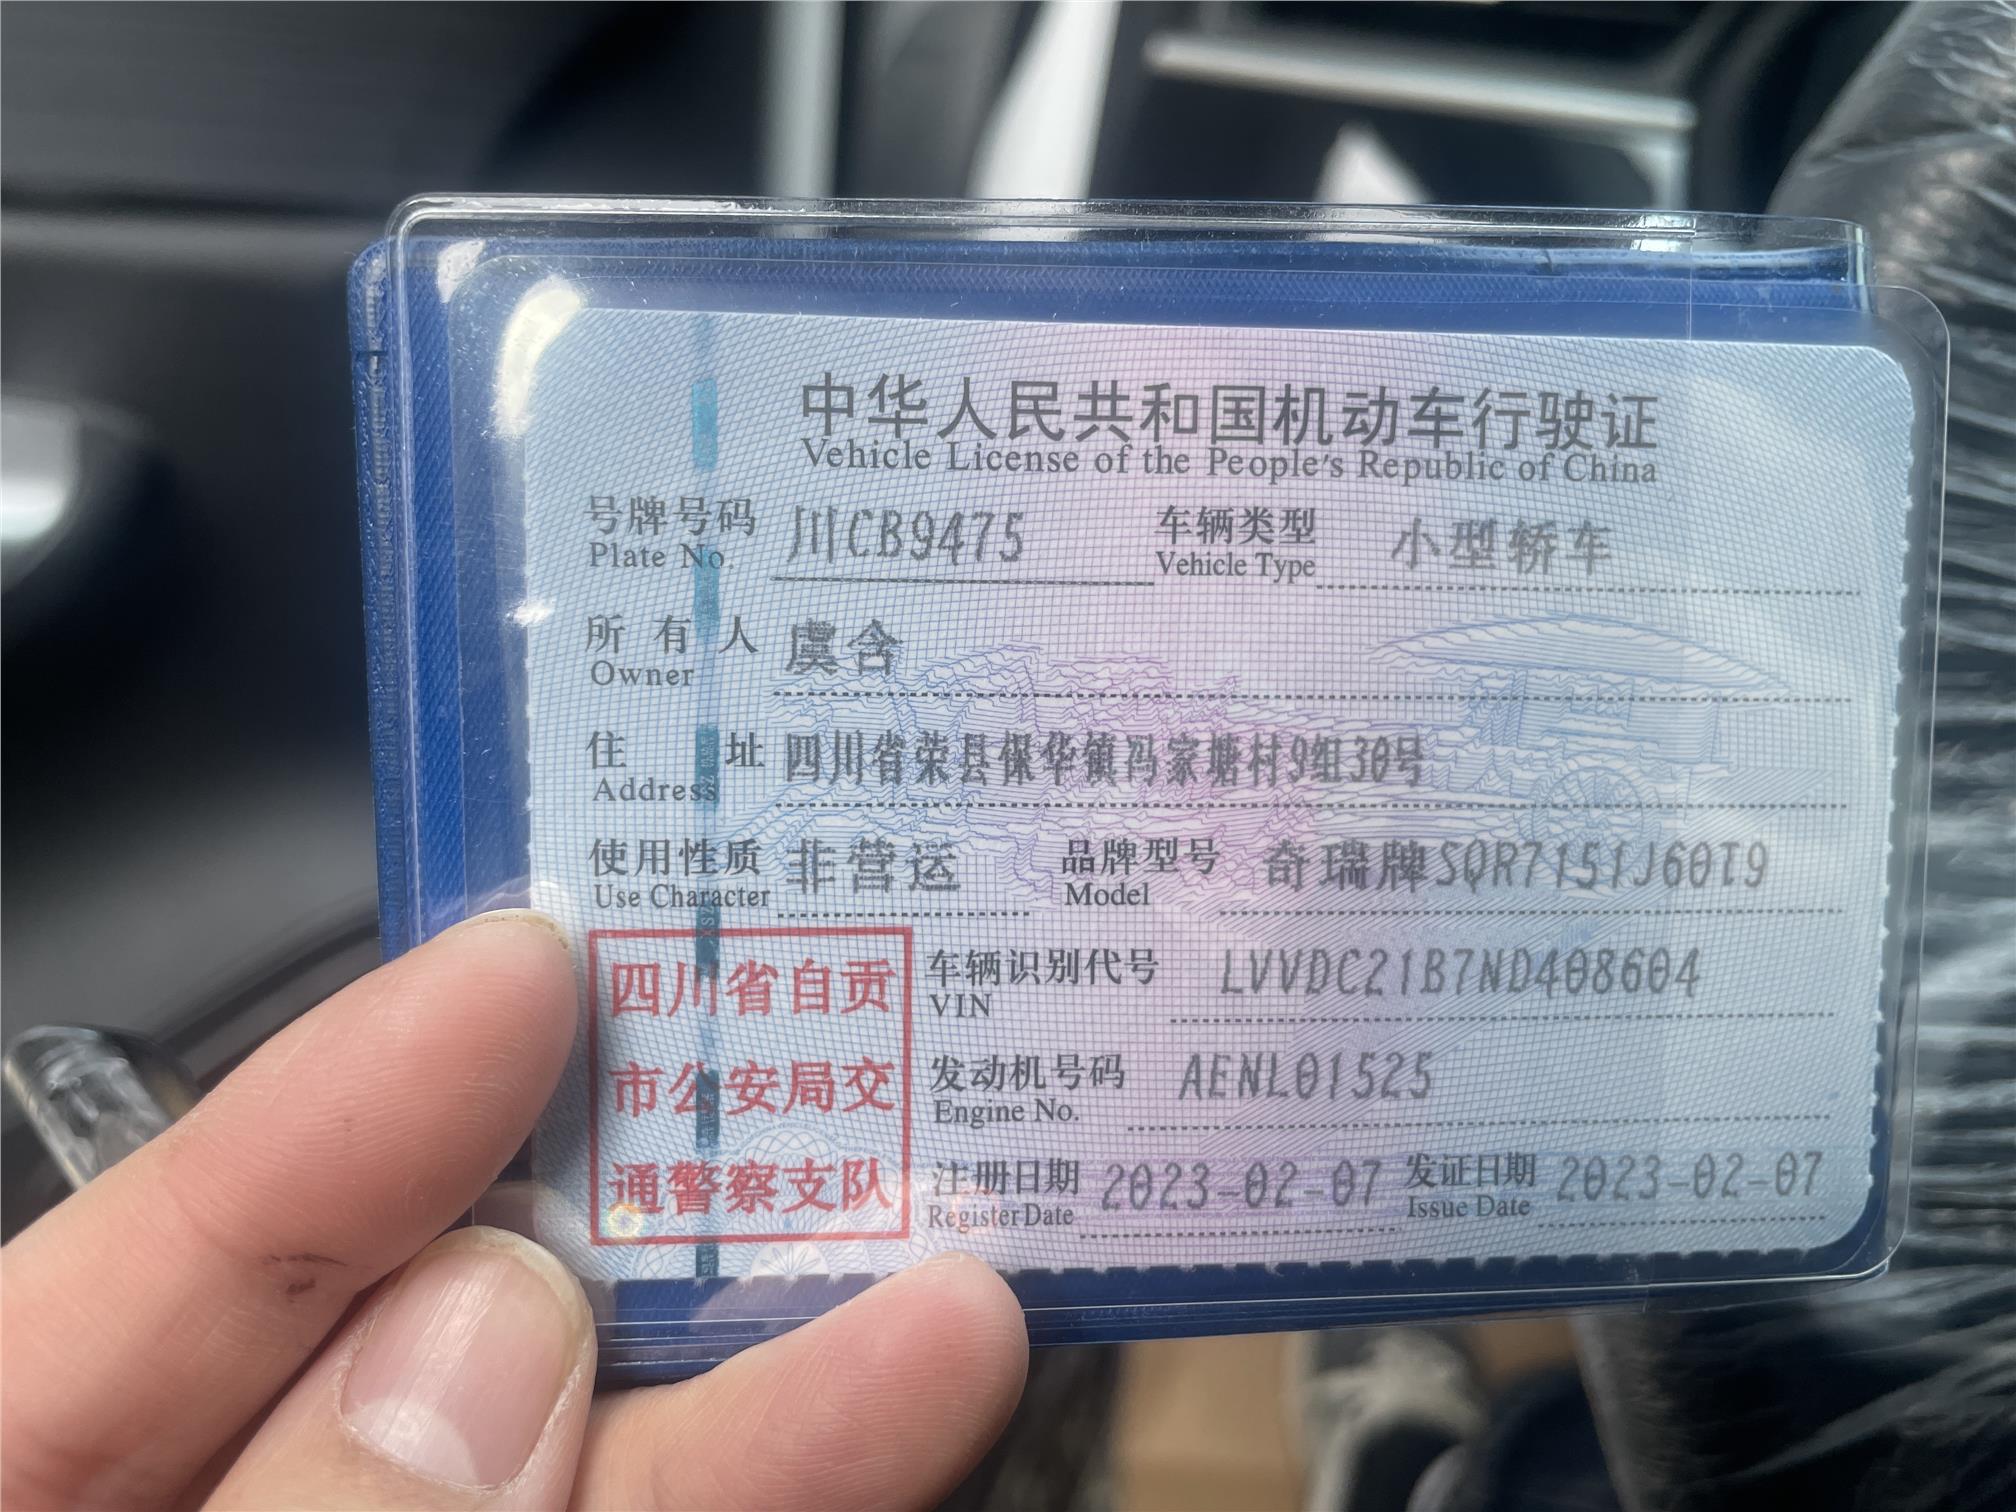 中华人民共和国机动车行驶证
Vehicle License of the People's Republic of China
号牌号码 川CB9475 车辆类型 小型轿车
Plate No. Vehicle Type
所有人 虞含
Owner
住址 四川省荣县保华镇冯家塘村9组30号
Address
使用性质 非营运 品牌型号 奇瑞牌SQR7151J60T9
Use Character Model
四川省自贡
市公安局交
通警察支队
车辆识别代号 LVVDC21B7ND408604
VIN
发动机号码 AENL01525
Engine No.
注册日期 2023-02-07 发证日期 2023-02-07
Register Date Issue Date